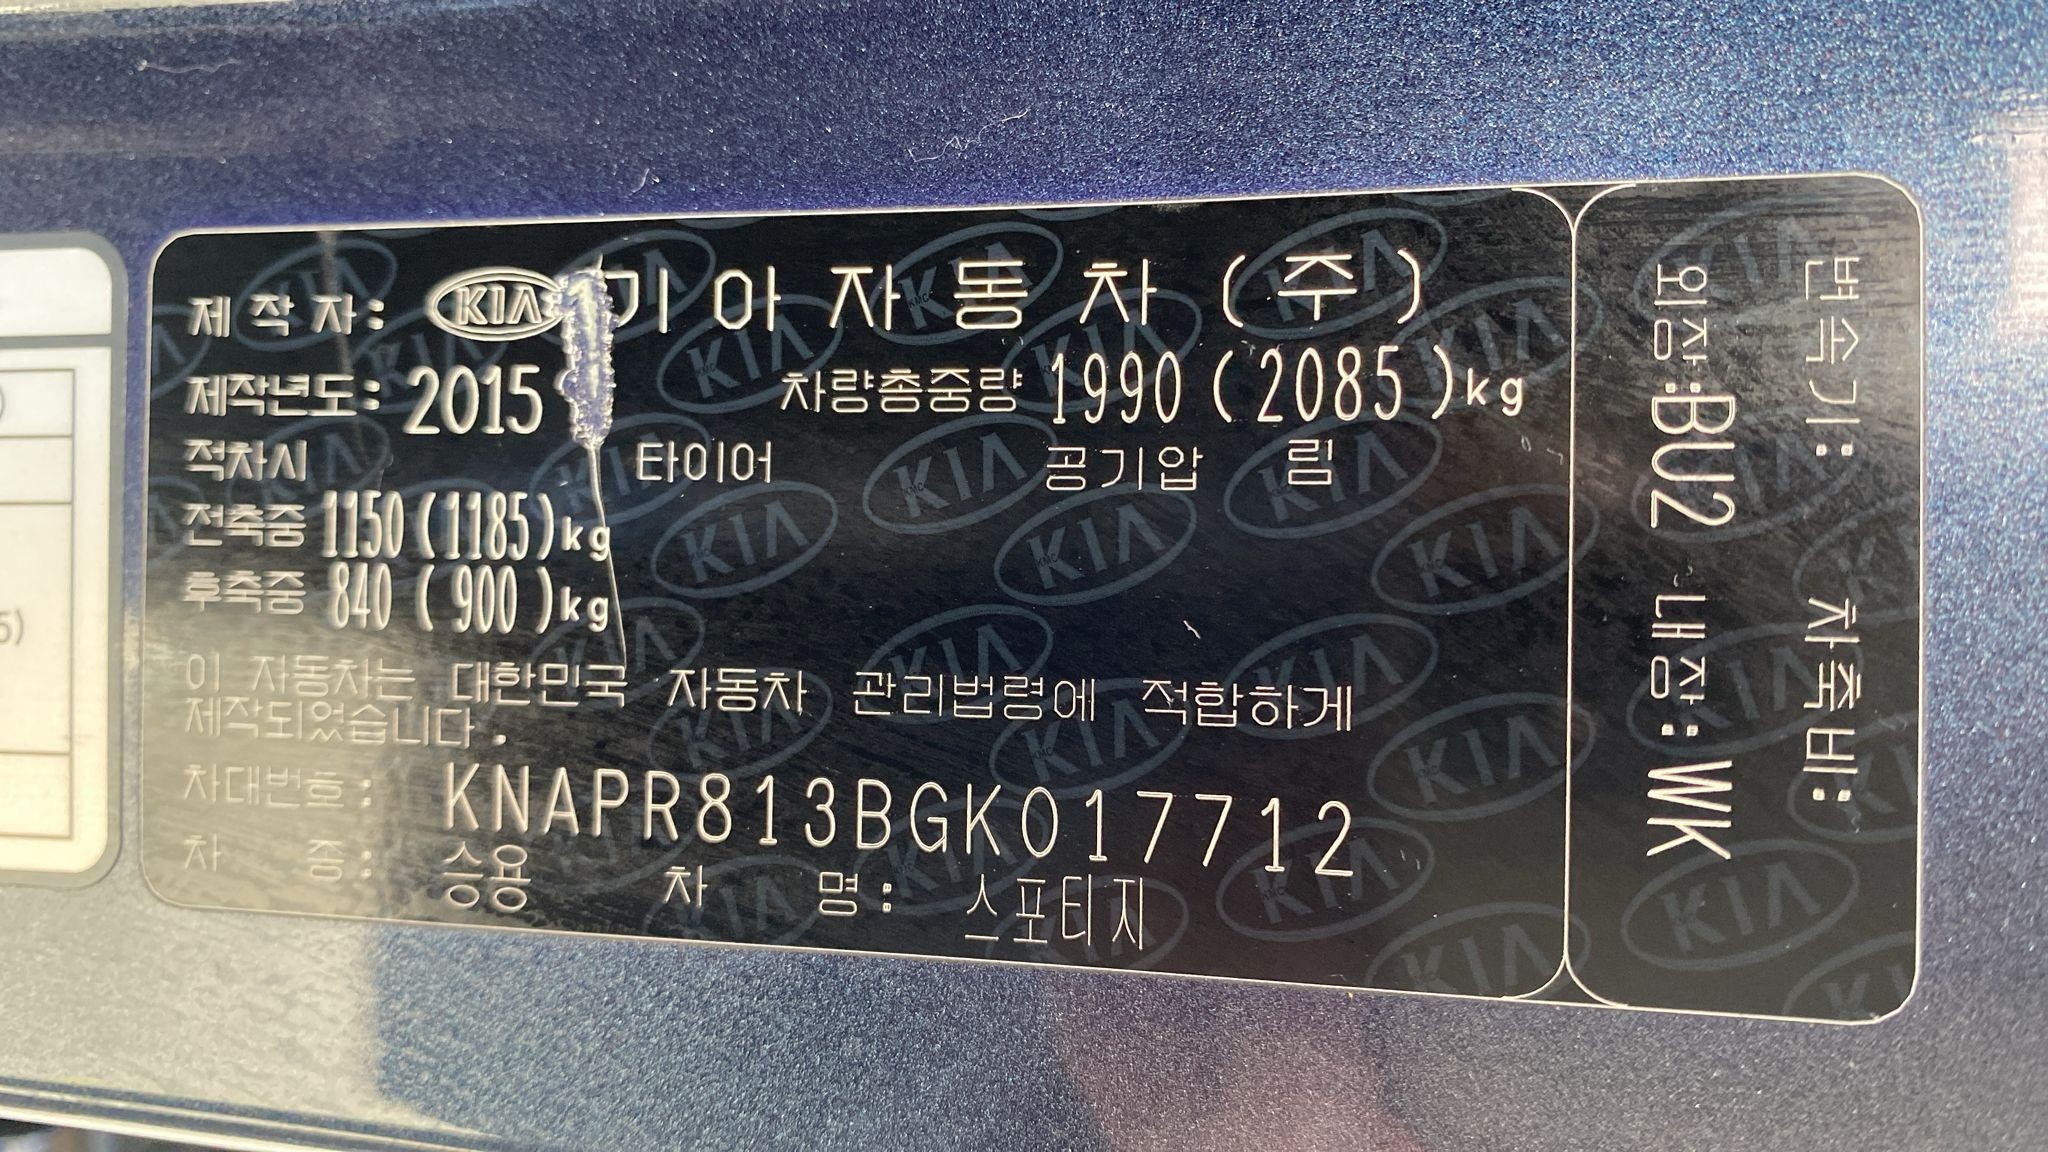 제 작 자: KIA 기 아 자 동 차 (주)
제작년도: 2015 차량총중량 1990 (2085)kg
적차시 타이어 공기압 림
전축중 1150 (1185)kg
후축중 840 ( 900 )kg
이 자동차는 대한민국 자동차 관리법령에 적합하게
제작되었습니다.
차대번호: KNAPR813BGK017712
차 종: 승용 차 명: 스포티지
변속기: 차축비:
외장:BU2 내장:WK
5)